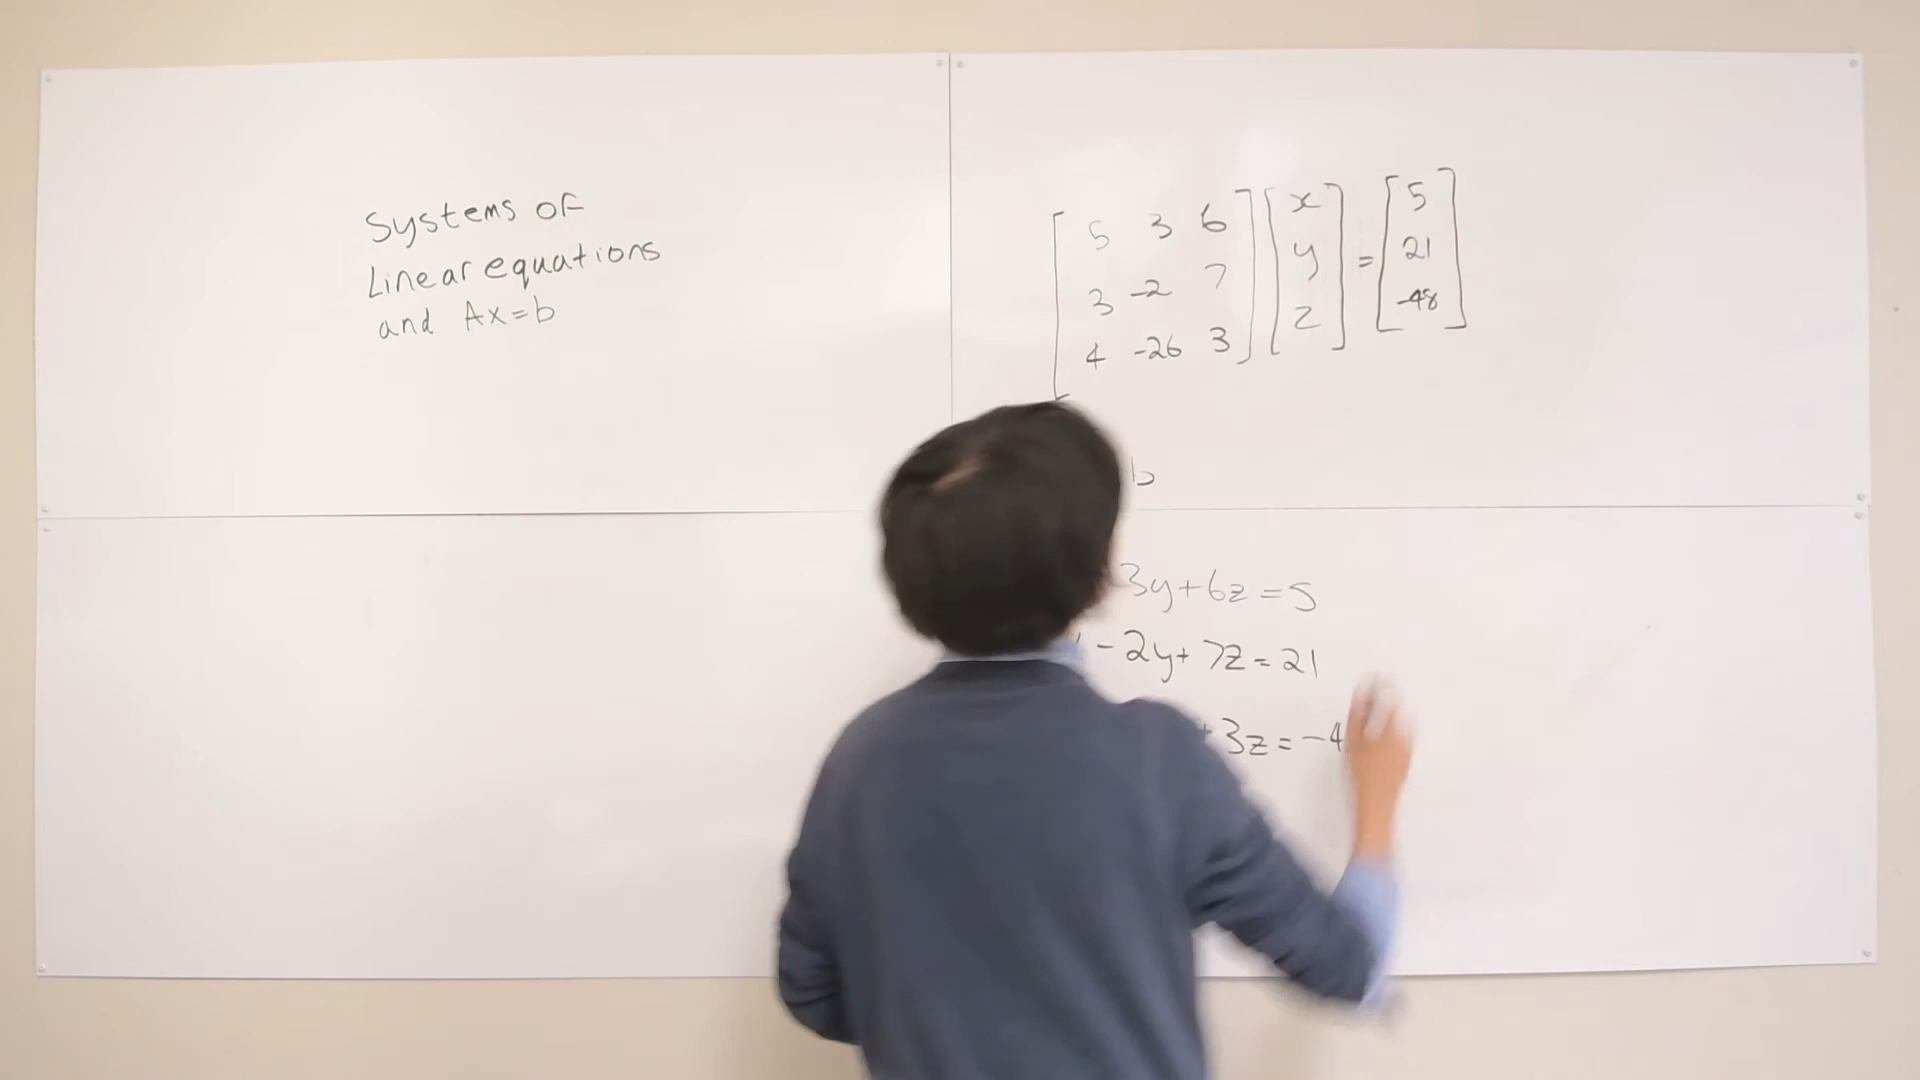 Systems of
Linear equations
and Ax=b
5 3 6 x = 5
3 -2 7 y 21
4 -26 3 z -48
b
3y+6z=5
-2y+7z=21
+3z=-4